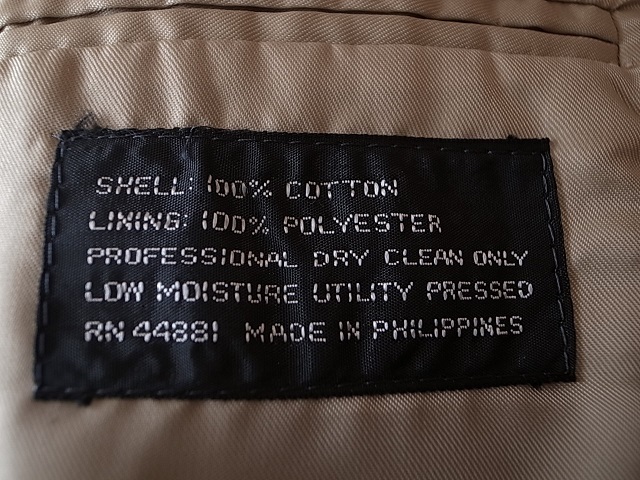 SHELL: 100% COTTON
LINING: 100% POLYESTER
PROFESSIONAL DRY CLEAN ONLY
LOW MOISTURE UTILITY PRESSED
RN 44881 MADE IN PHILIPPINES